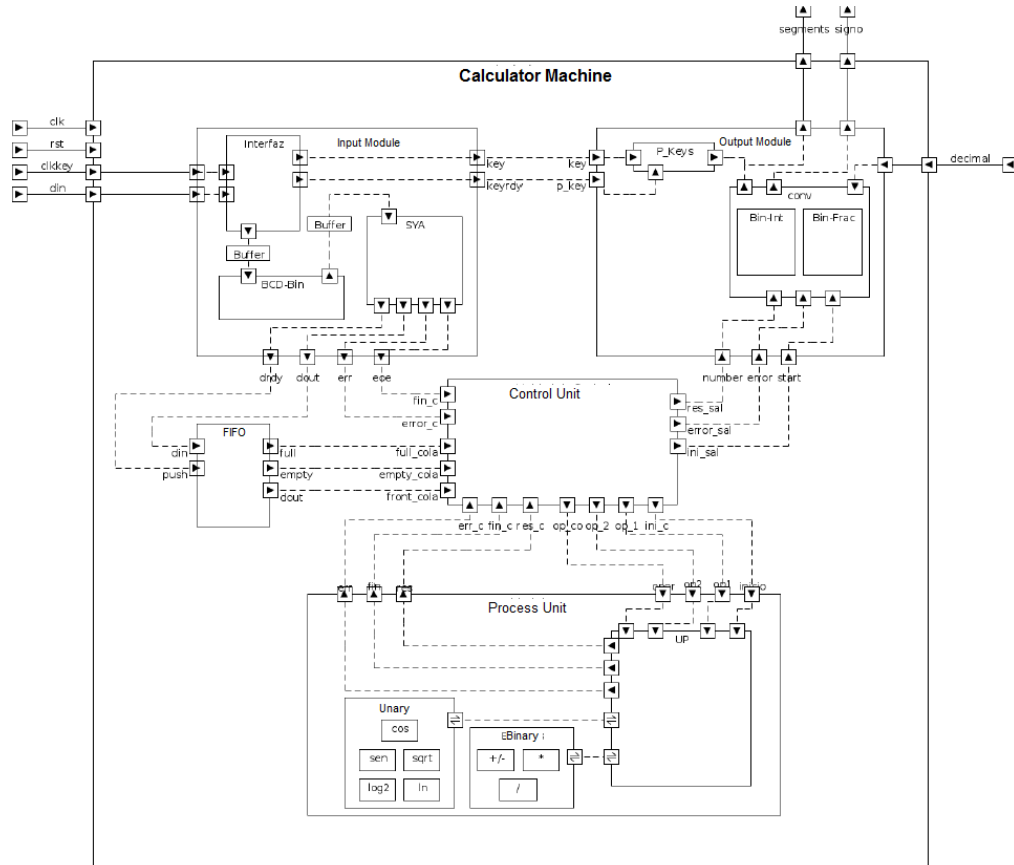 segments signo
Calculator Machine
clk
rst
clkkey
din
Interfaz
Input Module
key
keyrdy
Buffer
Buffer
SYA
BCD-Bin
drdy dout err eoe
P_Keys
Output Module
key
p_key
decimal
conv
Bin-Int
Bin-Frac
number error start
Control Unit
fin_c
error_c
full_cola
empty_cola
front_cola
res_sal
error_sal
ini_sal
FIFO
din
push
full
empty
dout
err_c fin_c res_c op_co op_2 op_1 ini_c
op2 op1 inicio
Process Unit
UP
Unary
cos
sen
sqrt
log2
ln
Binary
+/-
*
/